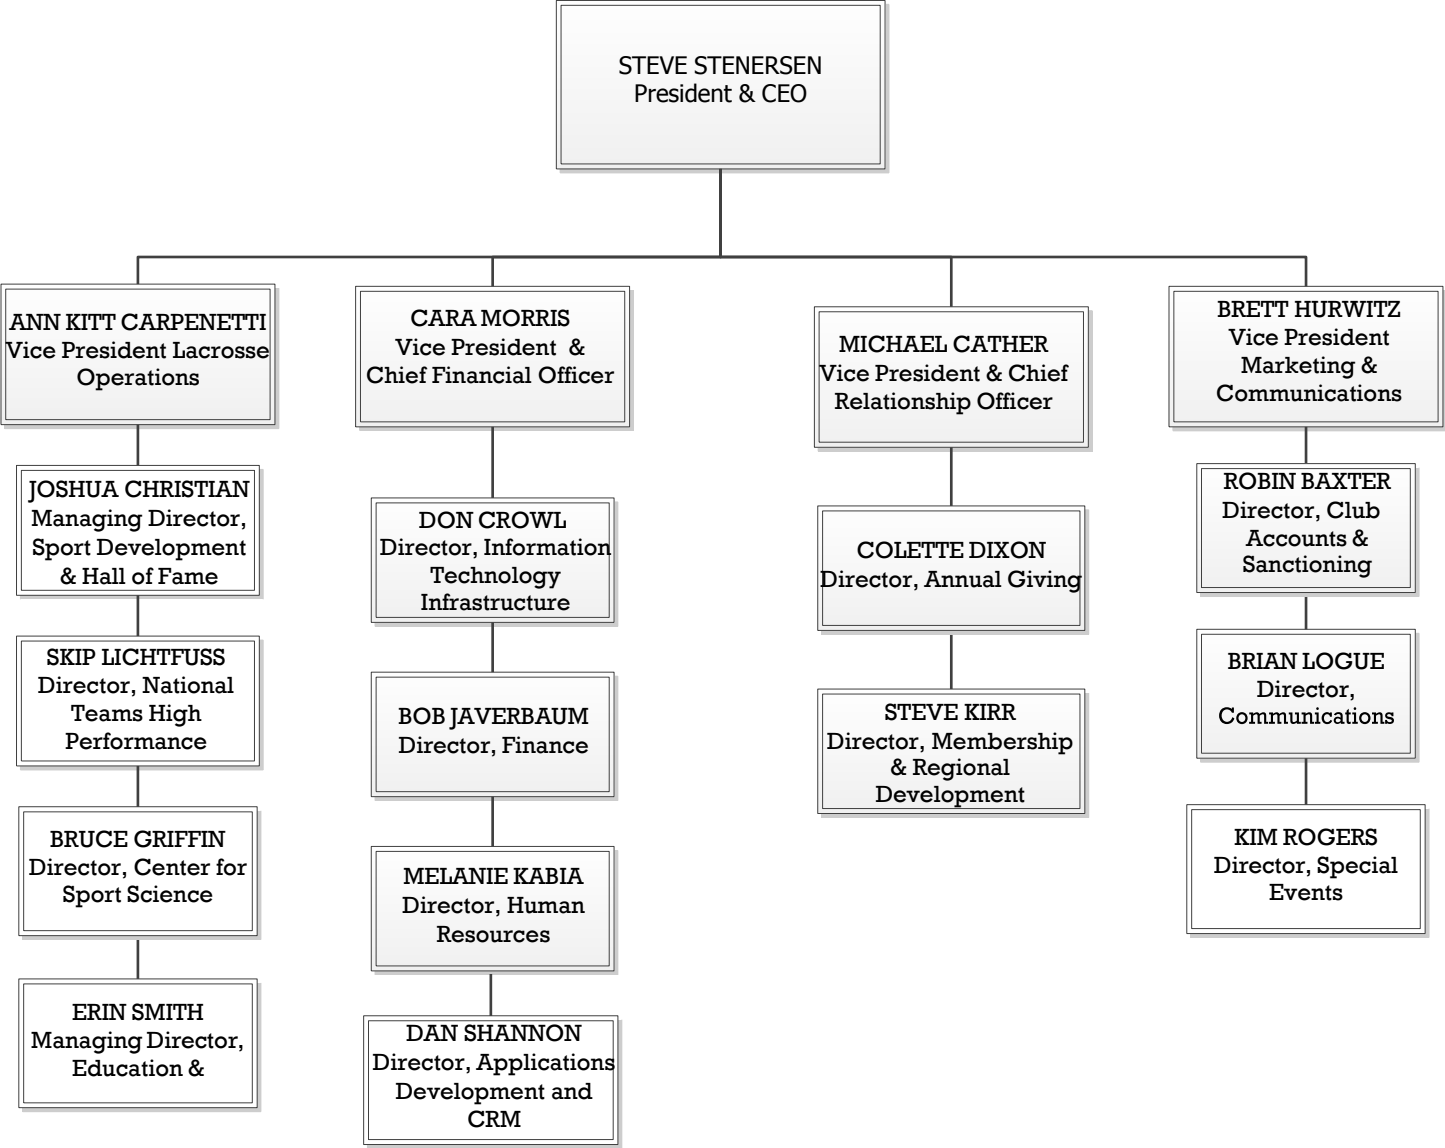 STEVE STENERSEN
President & CEO
ANN KITT CARPENETTI
Vice President Lacrosse
Operations
JOSHUA CHRISTIAN
Managing Director,
Sport Development
& Hall of Fame
SKIP LICHTFUSS
Director, National
Teams High
Performance
BRUCE GRIFFIN
Director, Center for
Sport Science
ERIN SMITH
Managing Director,
Education &
CARA MORRIS
Vice President &
Chief Financial Officer
DON CROWL
Director, Information
Technology
Infrastructure
BOB JAVERBAUM
Director, Finance
MELANIE KABIA
Director, Human
Resources
DAN SHANNON
Director, Applications
Development and
CRM
MICHAEL CATHER
Vice President & Chief
Relationship Officer
COLETTE DIXON
Director, Annual Giving
STEVE KIRR
Director, Membership
& Regional
Development
BRETT HURWITZ
Vice President
Marketing &
Communications
ROBIN BAXTER
Director, Club
Accounts &
Sanctioning
BRIAN LOGUE
Director,
Communications
KIM ROGERS
Director, Special
Events